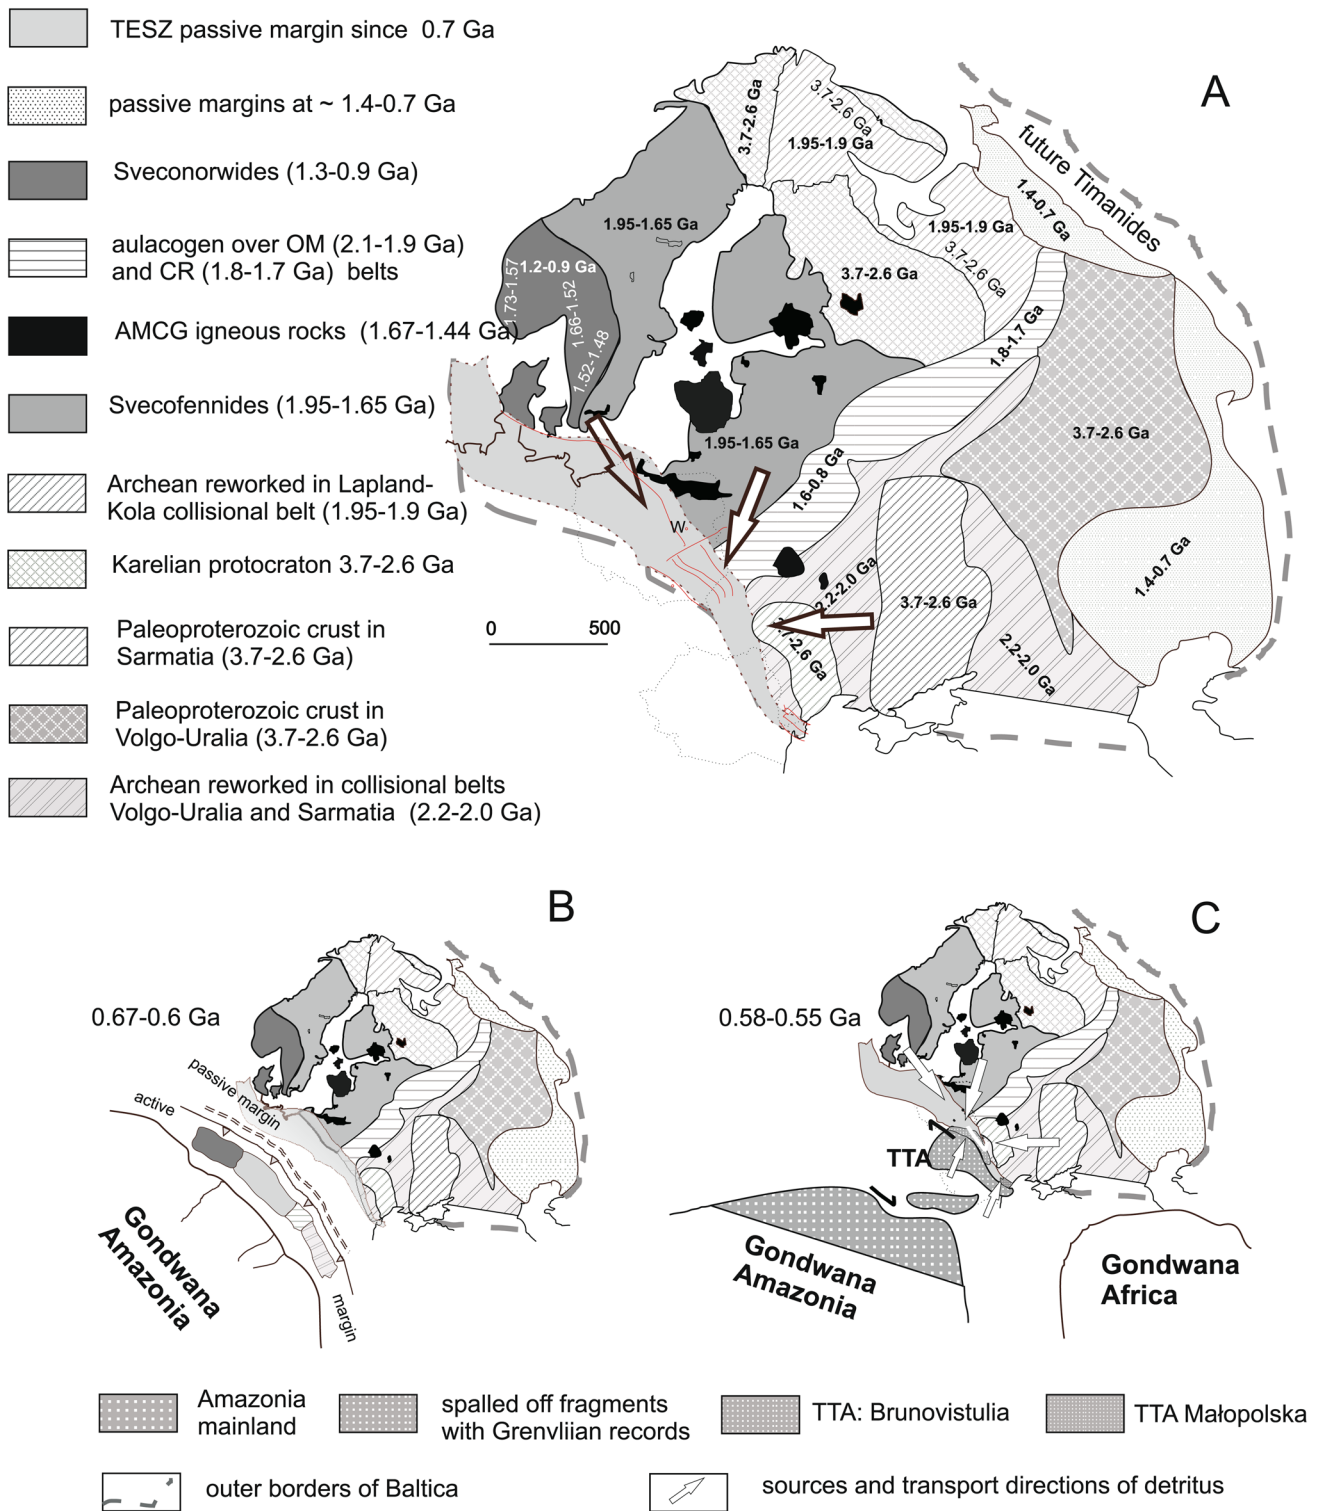 TESZ passive margin since 0.7 Ga
passive margins at ~ 1.4-0.7 Ga
Sveconorwides (1.3-0.9 Ga)
aulacogen over OM (2.1-1.9 Ga)
and CR (1.8-1.7 Ga) belts
AMCG igneous rocks (1.67-1.44 Ga)
Svecofennides (1.95-1.65 Ga)
Archean reworked in Lapland-
Kola collisional belt (1.95-1.9 Ga)
Karelian protocraton 3.7-2.6 Ga
Paleoproterozoic crust in
Sarmatia (3.7-2.6 Ga)
Paleoproterozoic crust in
Volgo-Uralia (3.7-2.6 Ga)
Archean reworked in collisional belts
Volgo-Uralia and Sarmatia (2.2-2.0 Ga)
A
3.7-2.6 Ga
3.7-2.6 Ga
1.95-1.9 Ga
future Timanides
1.4-0.7 Ga
1.95-1.65 Ga
1.95-1.9 Ga
3.7-2.6 Ga
3.7-2.6 Ga
1.2-0.9 Ga
1.73-1.57
1.66-1.52
1.52-1.48
1.8-1.7 Ga
3.7-2.6 Ga
1.95-1.65 Ga
1.6-0.8 Ga
W
1.4-0.7 Ga
2.2-2.0 Ga
3.7-2.6 Ga
3.7-2.6 Ga
2.2-2.0 Ga
0 500
B
0.67-0.6 Ga
passive margin
active
margin
Gondwana
Amazonia
C
0.58-0.55 Ga
TTA
Gondwana
Amazonia
Gondwana
Africa
Amazonia
mainland
spalled off fragments
with Grenvliian records
TTA: Brunovistulia
TTA Małopolska
outer borders of Baltica
sources and transport directions of detritus